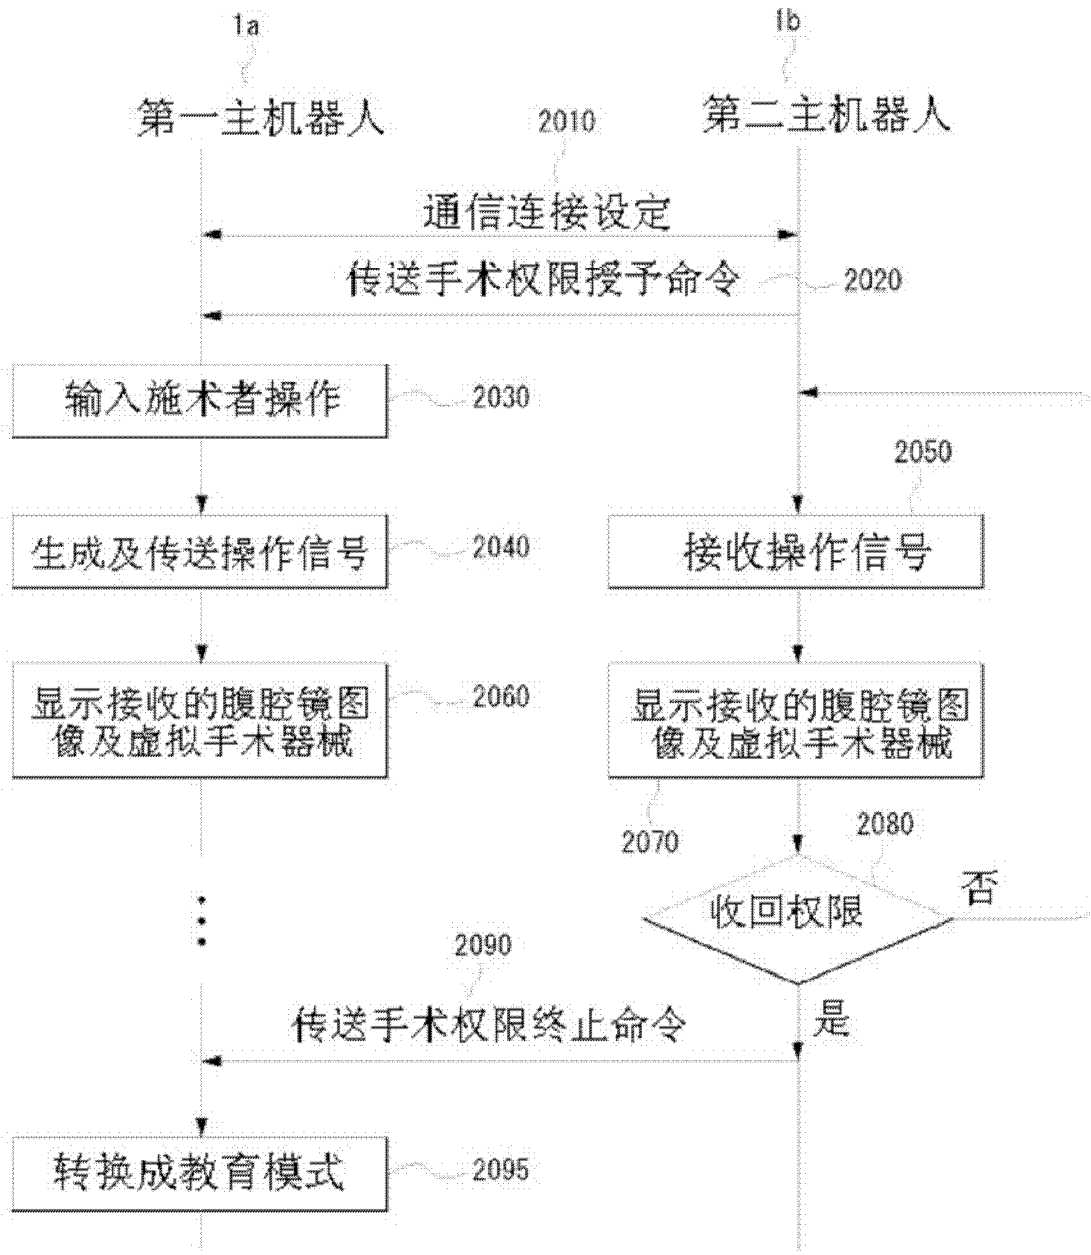 1a
1b
第一主机器人
第二主机器人
2010
通信连接设定
传送手术权限授予命令
2020
输入施术者操作
2030
2050
生成及传送操作信号
2040
接收操作信号
显示接收的腹腔镜图
像及虚拟手术器械
2060
显示接收的腹腔镜图
像及虚拟手术器械
2070
2080
收回权限
否
2090
传送手术权限终止命令
是
转换成教育模式
2095